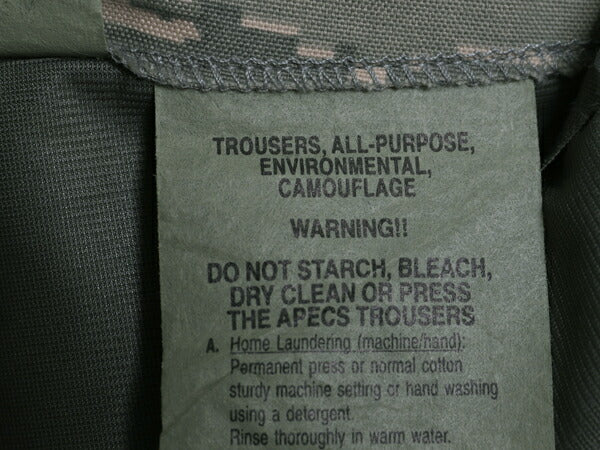 TROUSERS, ALL-PURPOSE,
ENVIRONMENTAL,
CAMOUFLAGE
WARNING!!
DO NOT STARCH, BLEACH,
DRY CLEAN OR PRESS
THE APECS TROUSERS
A. Home Laundering (machine/hand):
Permanent press or normal cotton
sturdy machine setting or hand washing
using a detergent.
Rinse thoroughly in warm water.